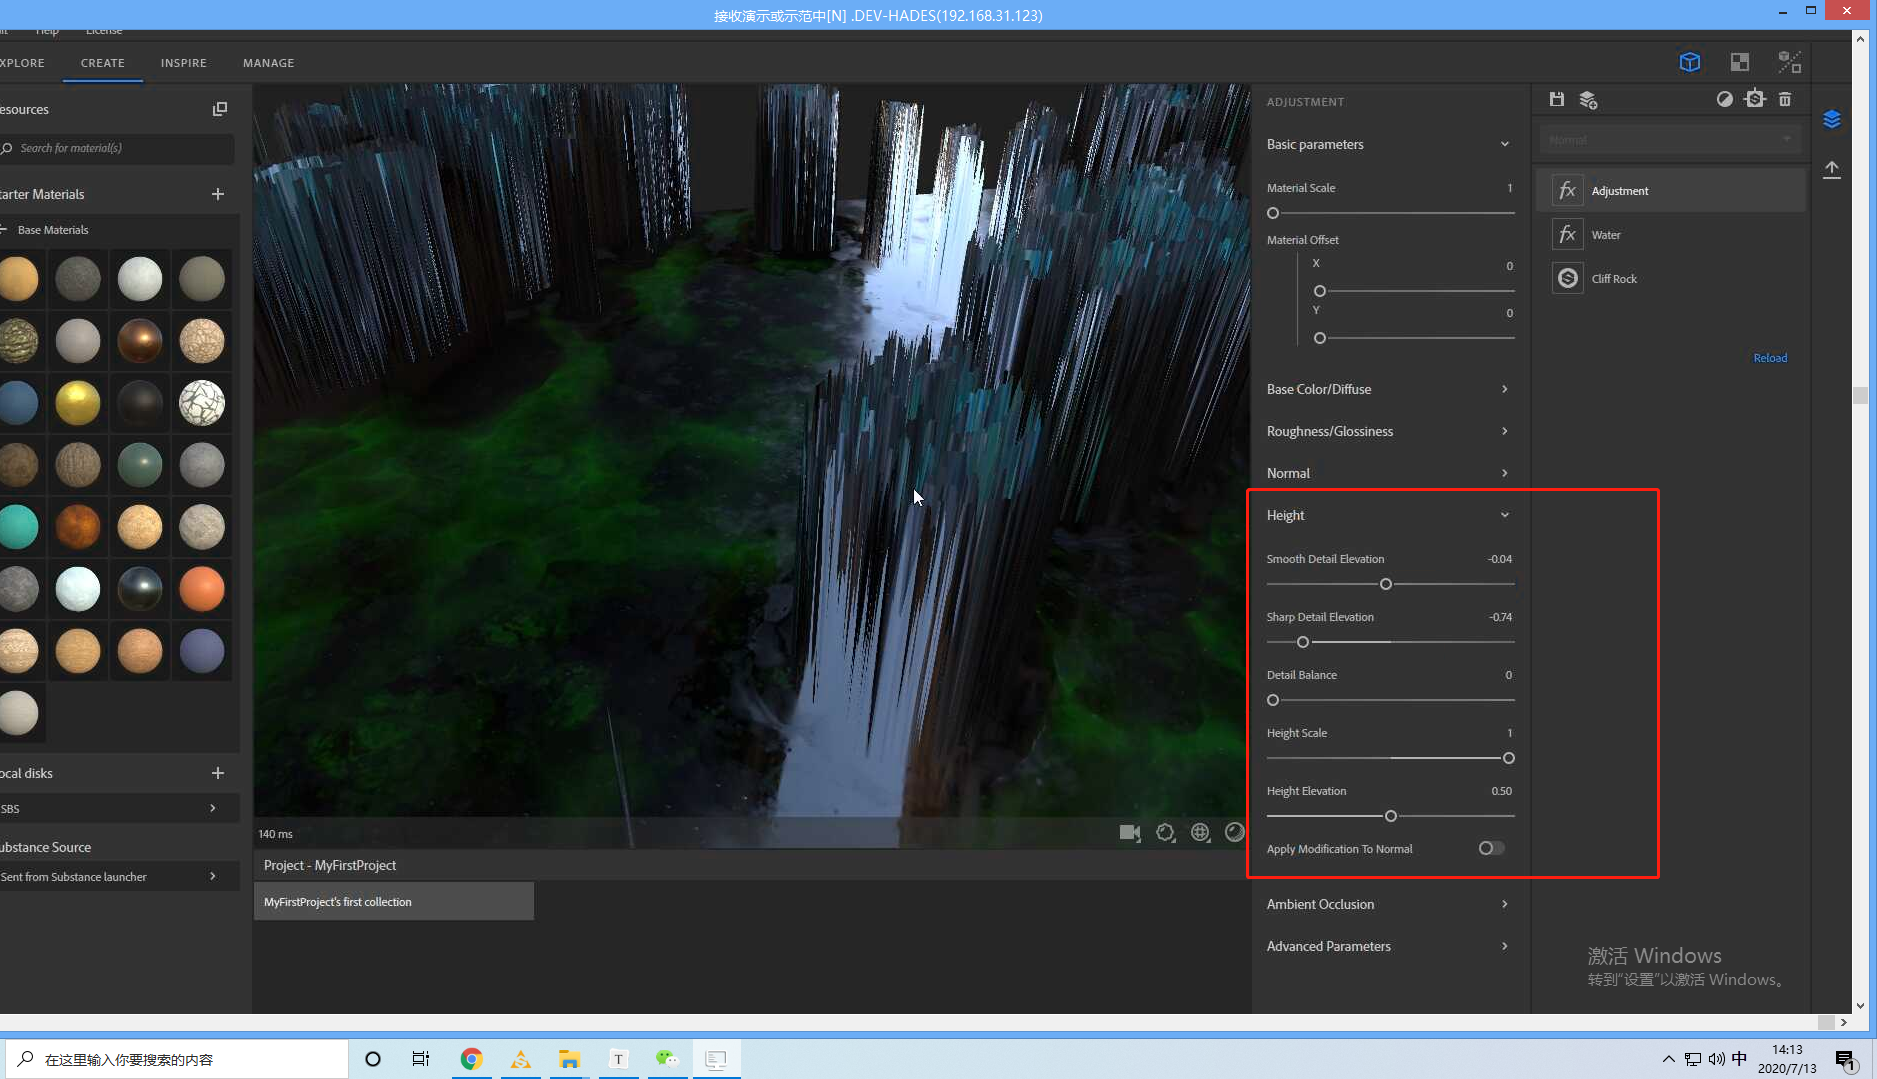 接收演示或示范中[N] .DEV-HADES(192.168.31.123)
Help
License
XPLORE
CREATE
INSPIRE
MANAGE
esources
Search for material(s)
tarter Materials
Base Materials
ocal disks
SBS
ubstance Source
Sent from Substance launcher
140 ms
Project - MyFirstProject
MyFirstProject's first collection
ADJUSTMENT
Basic parameters
Material Scale 1
Material Offset
X 0
Y 0
Base Color/Diffuse
Roughness/Glossiness
Normal
Height
Smooth Detail Elevation -0.04
Sharp Detail Elevation -0.74
Detail Balance 0
Height Scale 1
Height Elevation 0.50
Apply Modification To Normal
Ambient Occlusion
Advanced Parameters
Normal
fx Adjustment
fx Water
Cliff Rock
Reload
激活 Windows
转到“设置”以激活 Windows。
在这里输入你要搜索的内容
T
中
14:13
2020/7/13
1